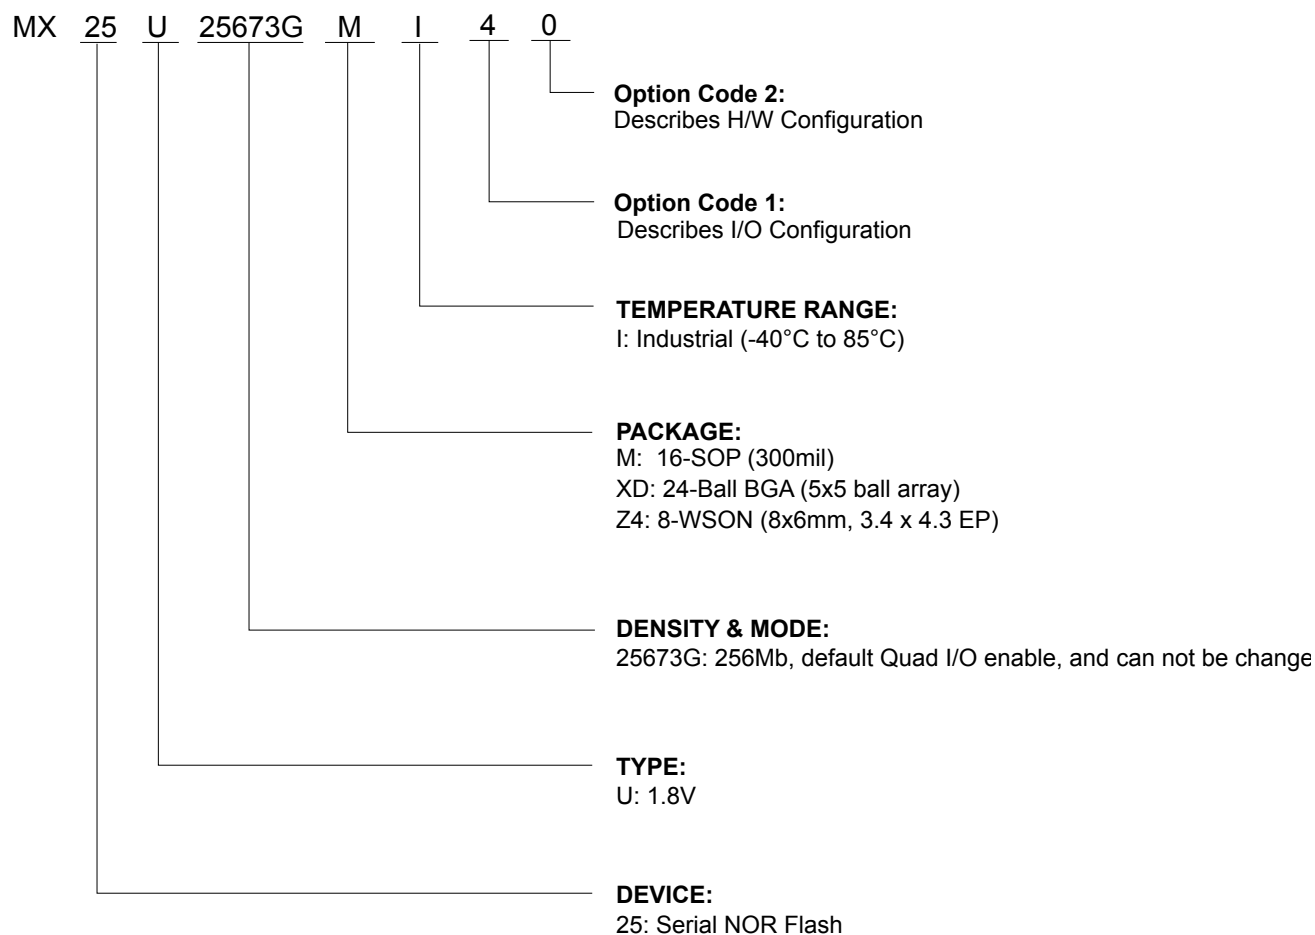 MX 25 U 25673G M I 4 0
Option Code 2:
Describes H/W Configuration
Option Code 1:
Describes I/O Configuration
TEMPERATURE RANGE:
I: Industrial (-40°C to 85°C)
PACKAGE:
M: 16-SOP (300mil)
XD: 24-Ball BGA (5x5 ball array)
Z4: 8-WSON (8x6mm, 3.4 x 4.3 EP)
DENSITY & MODE:
25673G: 256Mb, default Quad I/O enable, and can not be change
TYPE:
U: 1.8V
DEVICE:
25: Serial NOR Flash